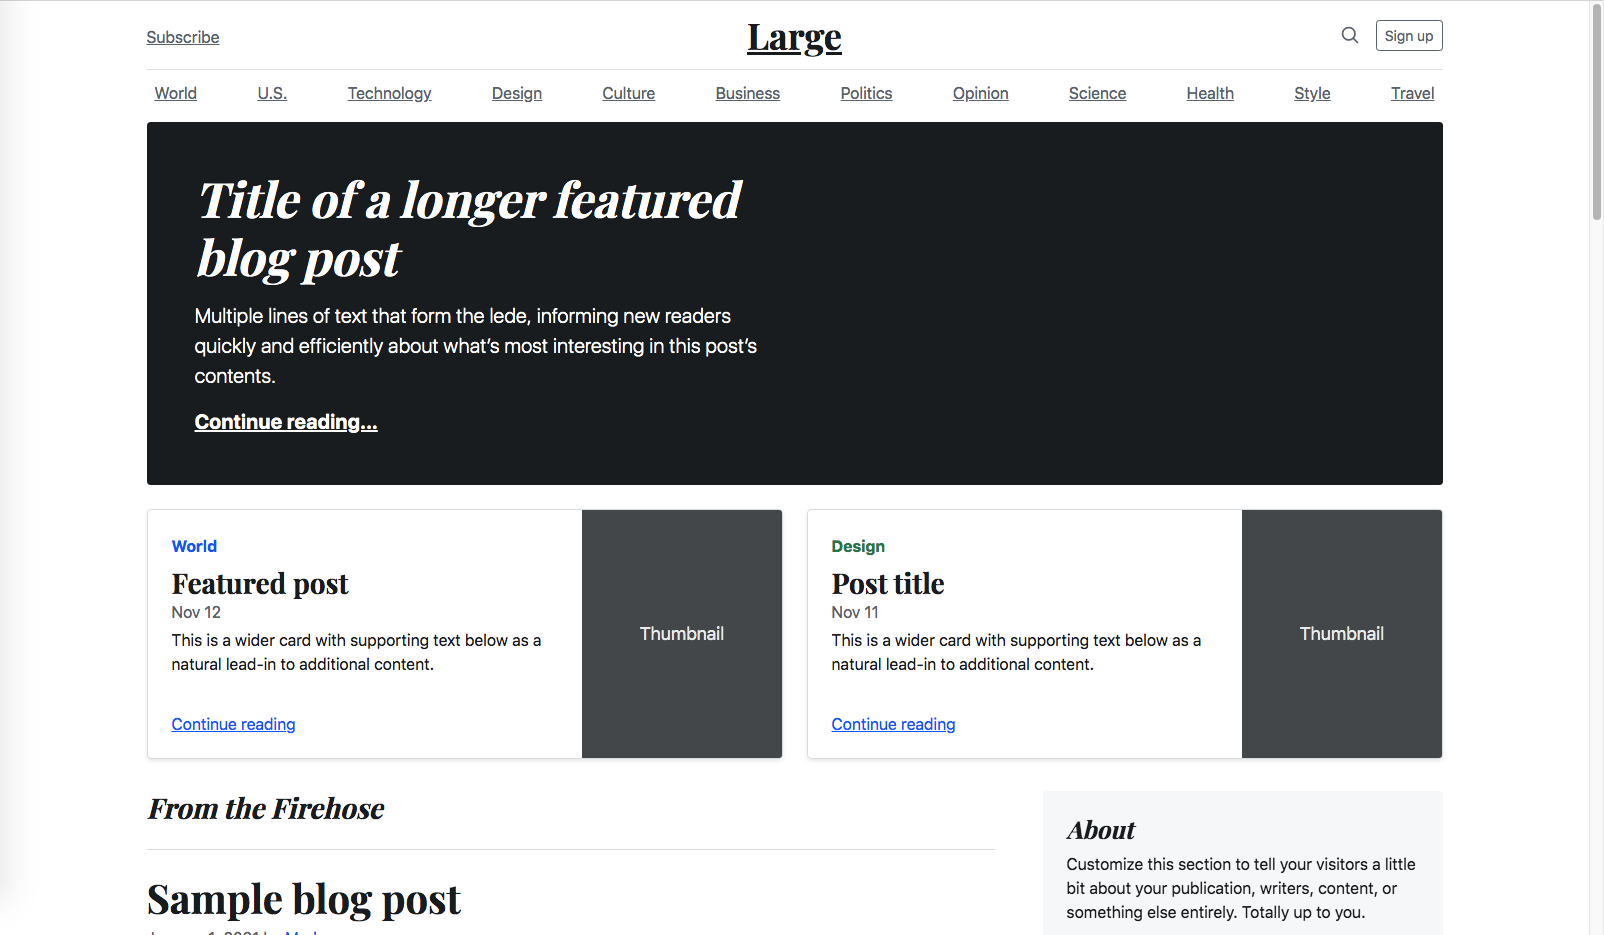 Subscribe
Large
Sign up
World U.S. Technology Design Culture Business Politics Opinion Science Health Style Travel
Title of a longer featured
blog post
Multiple lines of text that form the lede, informing new readers
quickly and efficiently about what’s most interesting in this post’s
contents.
Continue reading...
World
Featured post
Nov 12
This is a wider card with supporting text below as a
natural lead-in to additional content.
Continue reading
Thumbnail
Design
Post title
Nov 11
This is a wider card with supporting text below as a
natural lead-in to additional content.
Continue reading
Thumbnail
From the Firehose
Sample blog post
About
Customize this section to tell your visitors a little
bit about your publication, writers, content, or
something else entirely. Totally up to you.